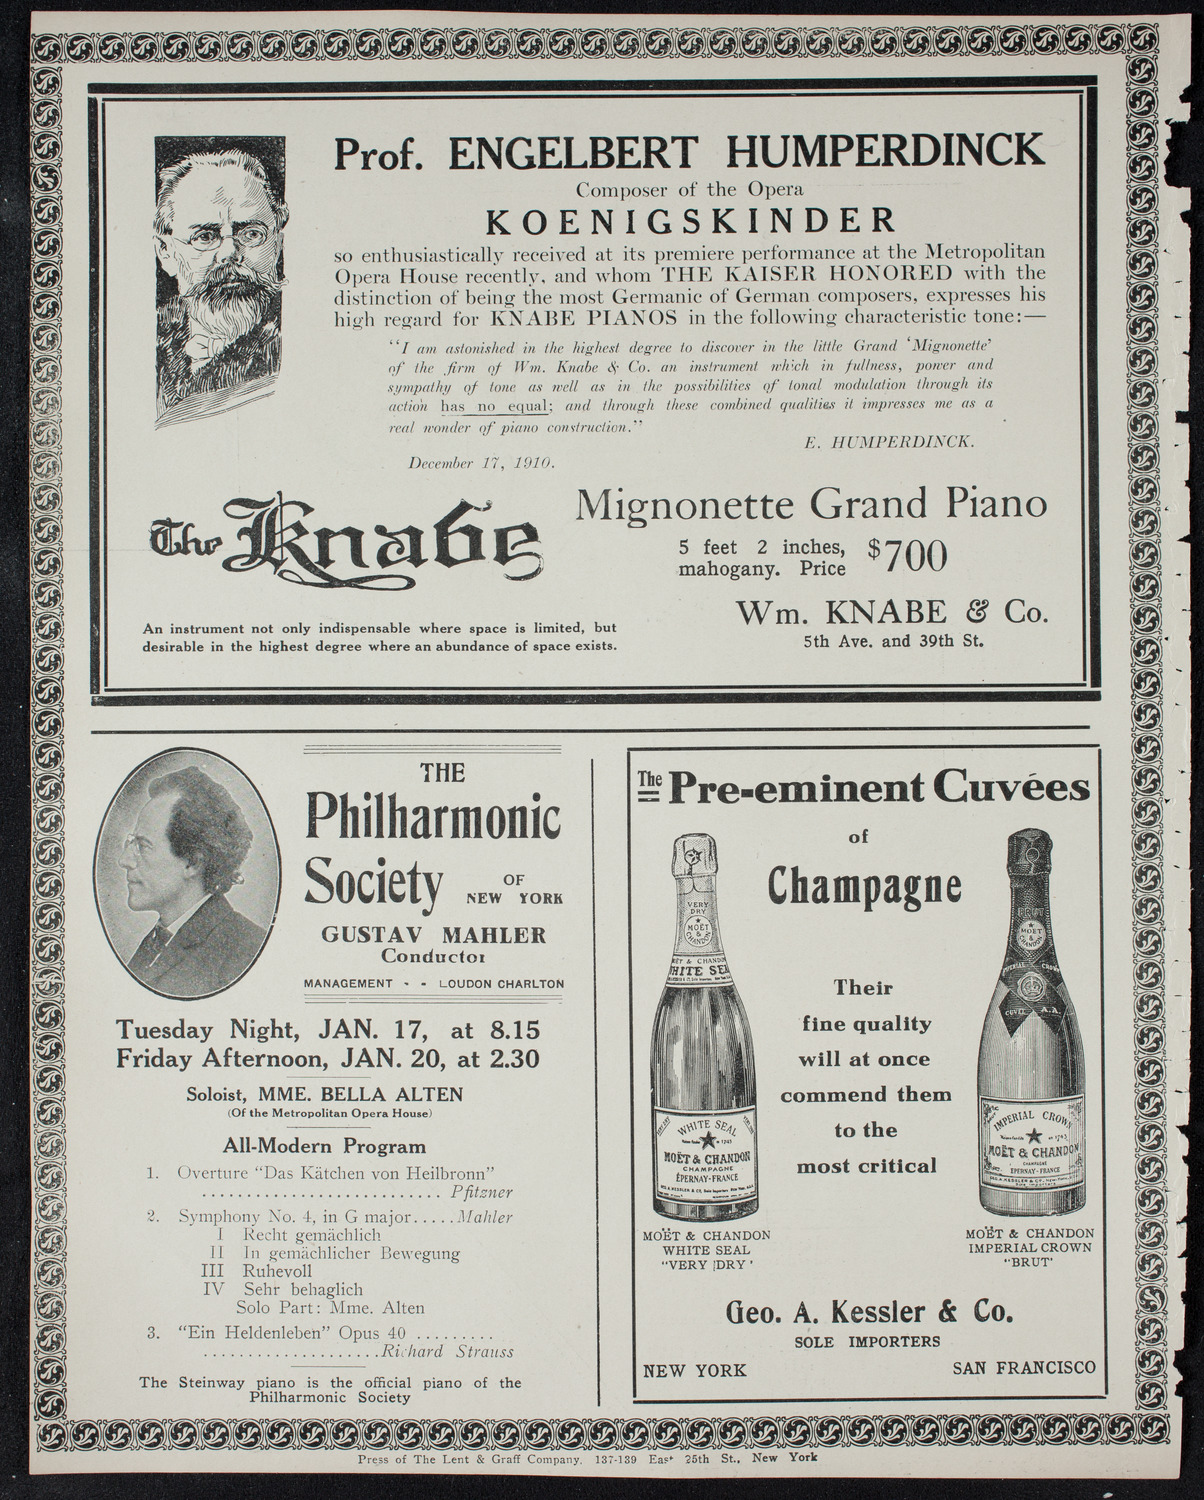 Prof. ENGELBERT HUMPERDINCK
Composer of the Opera
KOENIGSKINDER
so enthusiastically received at its premiere performance at the Metropolitan
Opera House recently, and whom THE KAISER HONORED with the
distinction of being the most Germanic of German composers, expresses his
high regard for KNABE PIANOS in the following characteristic tone:—
"I am astonished in the highest degree to discover in the little Grand 'Mignonette'
of the firm of Wm. Knabe & Co. an instrument which in fullness, power and
sympathy of tone as well as in the possibilities of tonal modulation through its
action has no equal; and through these combined qualities it impresses me as a
real wonder of piano construction."
E. HUMPERDINCK.
December 17, 1910.
The Knabe
Mignonette Grand Piano
5 feet 2 inches,
mahogany. Price $700
Wm. KNABE & Co.
5th Ave. and 39th St.
An instrument not only indispensable where space is limited, but
desirable in the highest degree where an abundance of space exists.
THE
Philharmonic
Society OF
NEW YORK
GUSTAV MAHLER
Conductor
MANAGEMENT - - LOUDON CHARLTON
Tuesday Night, JAN. 17, at 8.15
Friday Afternoon, JAN. 20, at 2.30
Soloist, MME. BELLA ALTEN
(Of the Metropolitan Opera House)
All-Modern Program
1. Overture "Das Kätchen von Heilbronn"
............................ Pfitzner
2. Symphony No. 4, in G major.....Mahler
I Recht gemächlich
II In gemächlicher Bewegung
III Ruhevoll
IV Sehr behaglich
Solo Part: Mme. Alten
3. "Ein Heldenleben" Opus 40 .........
....................Richard Strauss
The Steinway piano is the official piano of the
Philharmonic Society
The Pre-eminent Cuvées
of
Champagne
Their
fine quality
will at once
commend them
to the
most critical
VERY
DRY
MOËT
&
CHANDON
WHITE SEAL
MOËT & CHANDON
CHAMPAGNE
ÉPERNAY-FRANCE
BRUT
MOËT
&
CHANDON
IMPERIAL CROWN
MOËT & CHANDON
CHAMPAGNE
ÉPERNAY-FRANCE
MOËT & CHANDON
WHITE SEAL
"VERY DRY'
MOËT & CHANDON
IMPERIAL CROWN
"BRUT'
Geo. A. Kessler & Co.
SOLE IMPORTERS
NEW YORK
SAN FRANCISCO
Press of The Lent & Graff Company, 137-139 East 25th St., New York